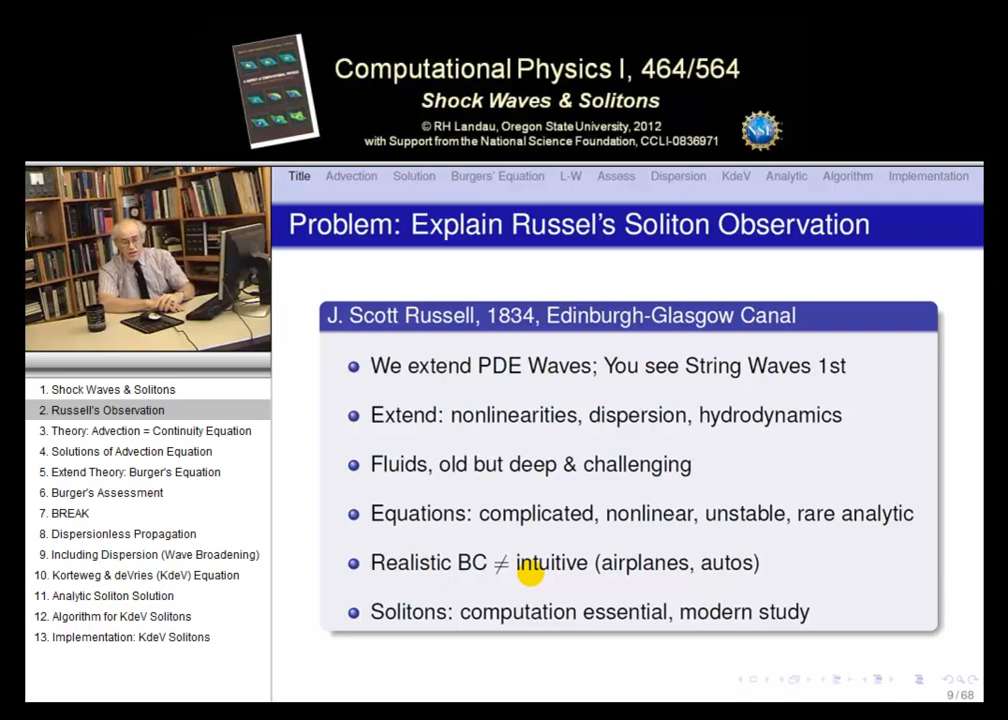 Computational Physics I, 464/564
Shock Waves & Solitons
© RH Landau, Oregon State University, 2012
with Support from the National Science Foundation, CCLI-0836971
NSF
Title Advection Solution Burgers' Equation L-W Assess Dispersion KdeV Analytic Algorithm Implementation
Problem: Explain Russel's Soliton Observation
J. Scott Russell, 1834, Edinburgh-Glasgow Canal
We extend PDE Waves; You see String Waves 1st
Extend: nonlinearities, dispersion, hydrodynamics
Fluids, old but deep & challenging
Equations: complicated, nonlinear, unstable, rare analytic
Realistic BC ≠ intuitive (airplanes, autos)
Solitons: computation essential, modern study
9 / 68
1. Shock Waves & Solitons
2. Russell's Observation
3. Theory: Advection = Continuity Equation
4. Solutions of Advection Equation
5. Extend Theory: Burger's Equation
6. Burger's Assessment
7. BREAK
8. Dispersionless Propagation
9. Including Dispersion (Wave Broadening)
10. Korteweg & deVries (KdeV) Equation
11. Analytic Soliton Solution
12. Algorithm for KdeV Solitons
13. Implementation: KdeV Solitons